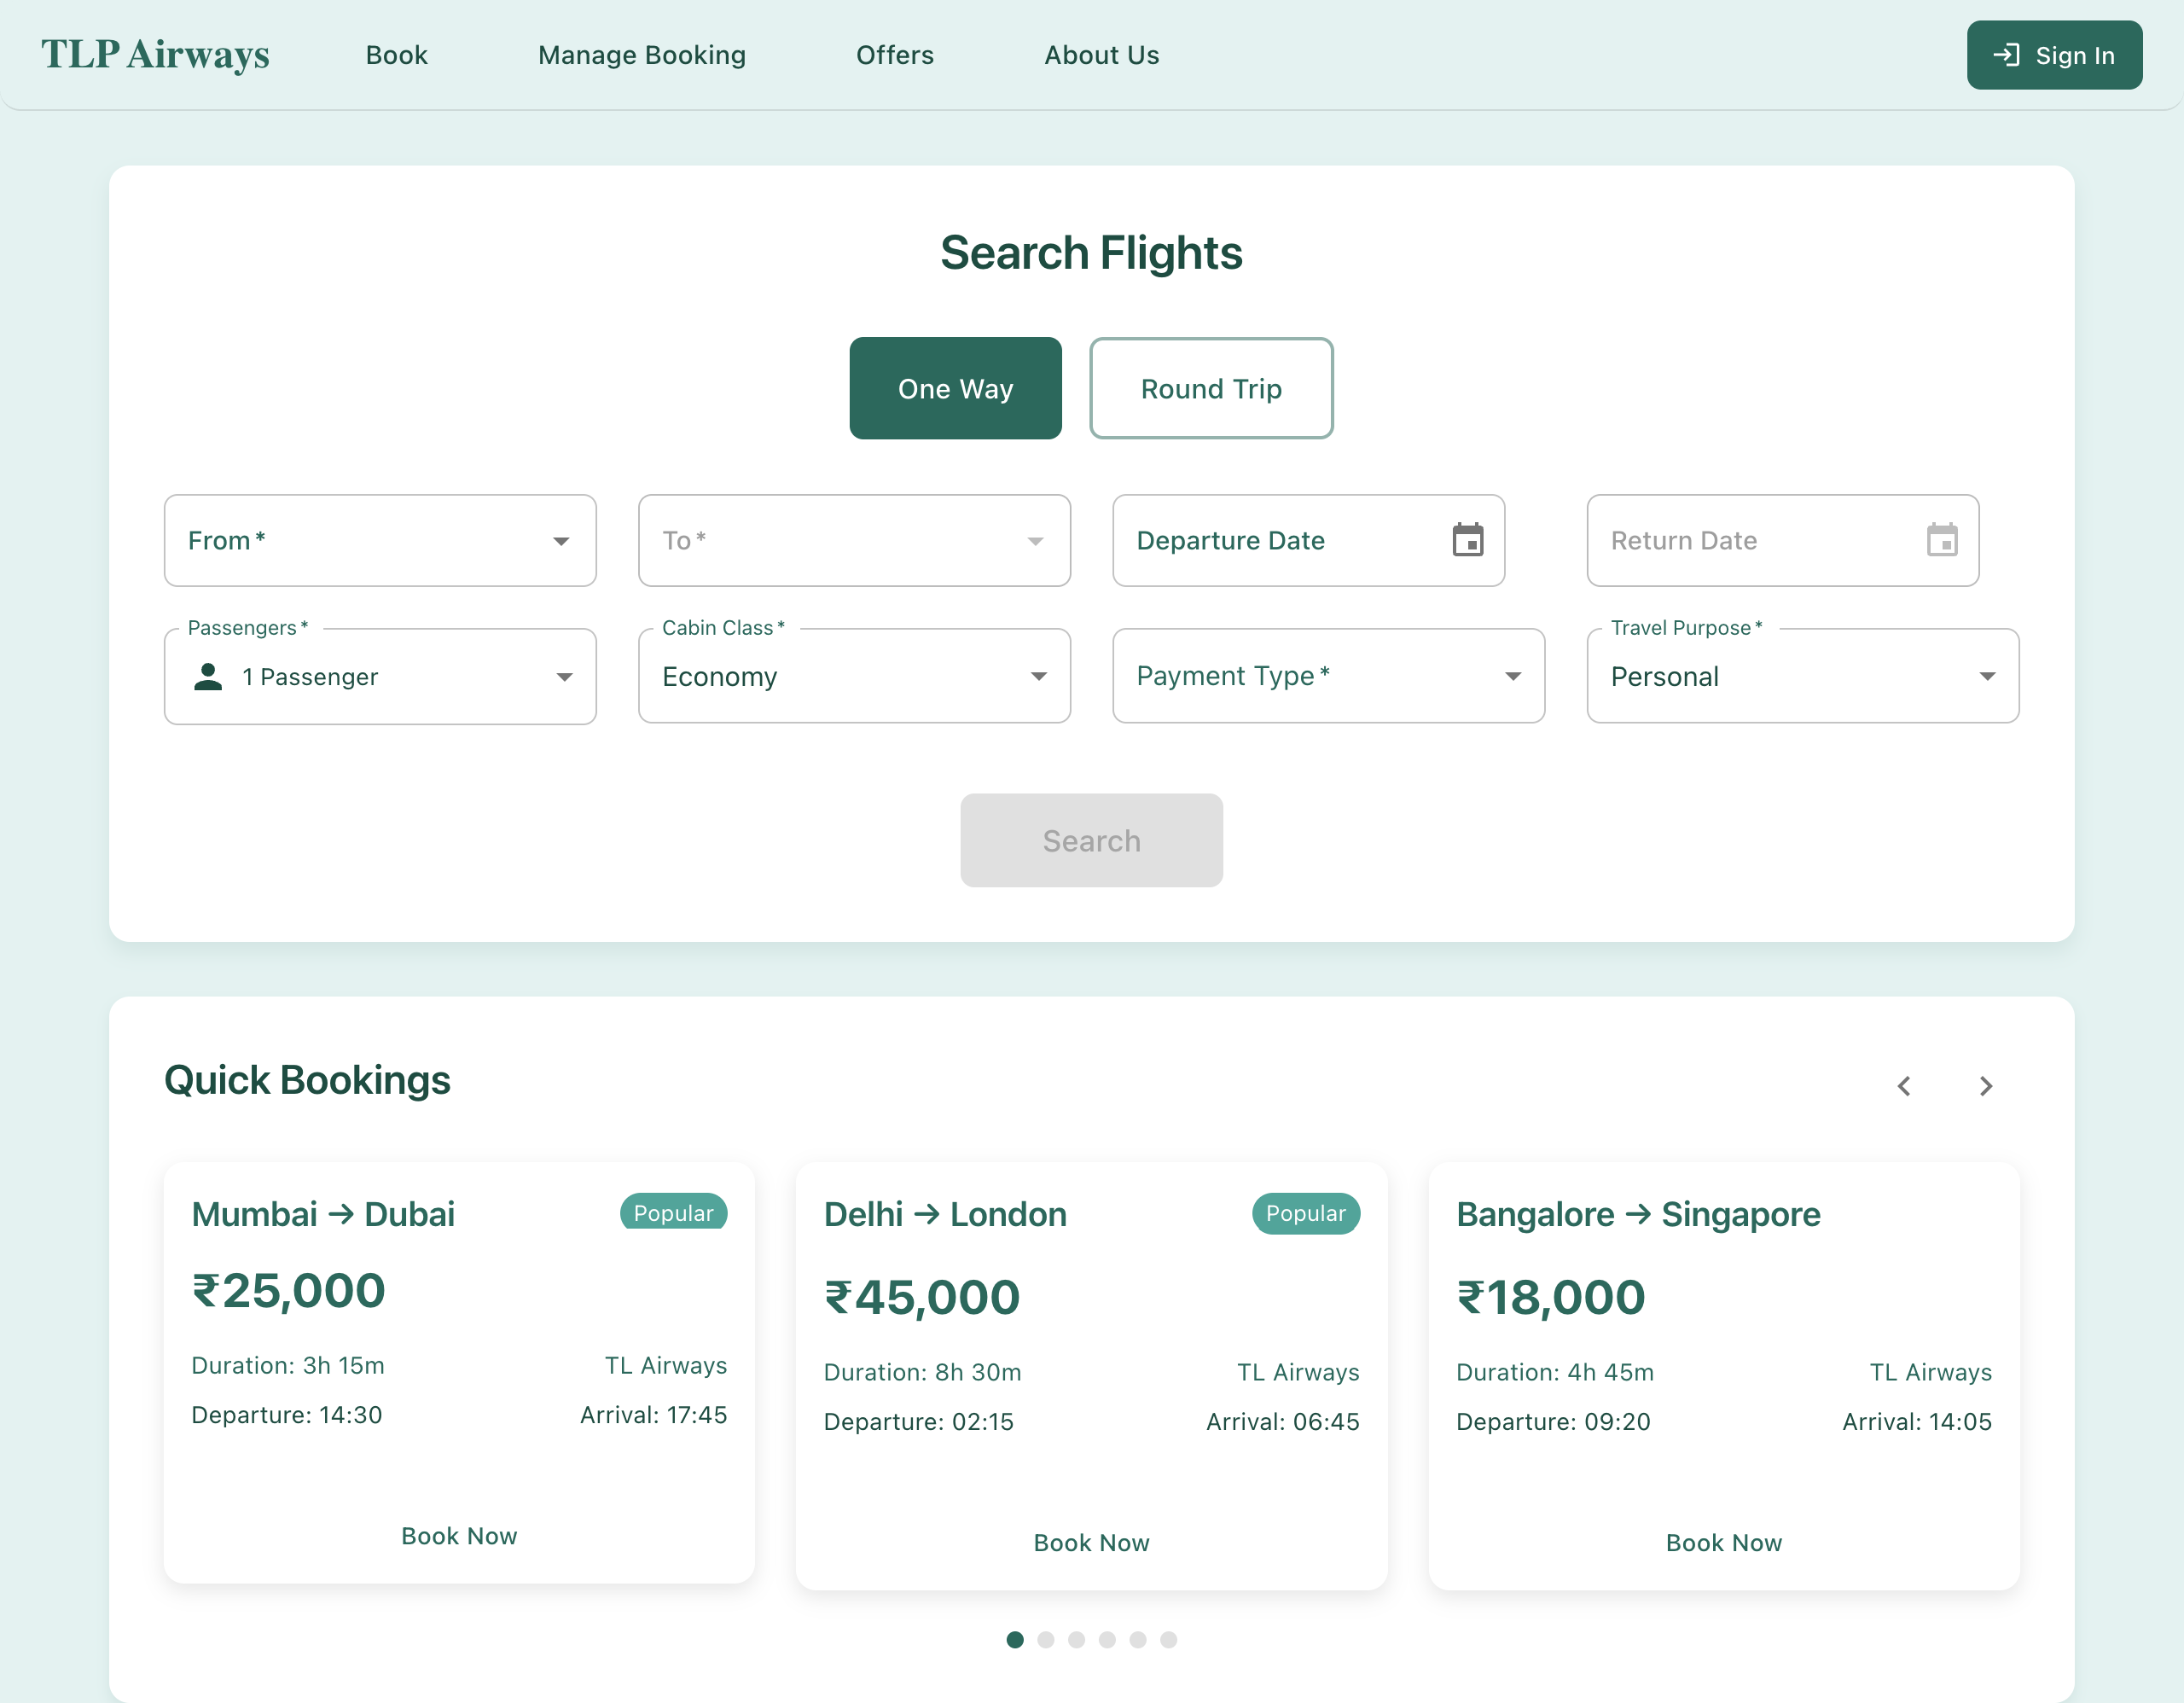 TLP Airways
Book
Manage Booking
Offers
About Us
Sign In
Search Flights
One Way
Round Trip
From *
To *
Departure Date
Return Date
Passengers *
1 Passenger
Cabin Class *
Economy
Payment Type *
Travel Purpose *
Personal
Search
Quick Bookings
Mumbai → Dubai
Popular
₹25,000
Duration: 3h 15m
TL Airways
Departure: 14:30
Arrival: 17:45
Book Now
Delhi → London
Popular
₹45,000
Duration: 8h 30m
TL Airways
Departure: 02:15
Arrival: 06:45
Book Now
Bangalore → Singapore
₹18,000
Duration: 4h 45m
TL Airways
Departure: 09:20
Arrival: 14:05
Book Now